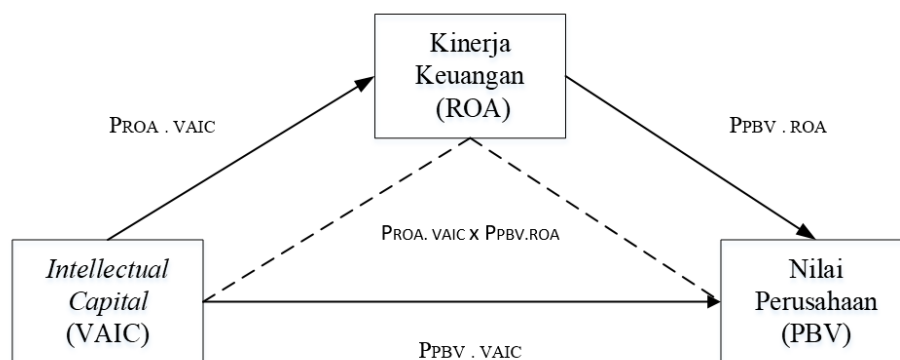 Kinerja
Keuangan
(ROA)
PROA . VAIC
PPBV . ROA
PROA. VAIC x PPBV.ROA
Intellectual
Capital
(VAIC)
Nilai
Perusahaan
(PBV)
PPBV . VAIC